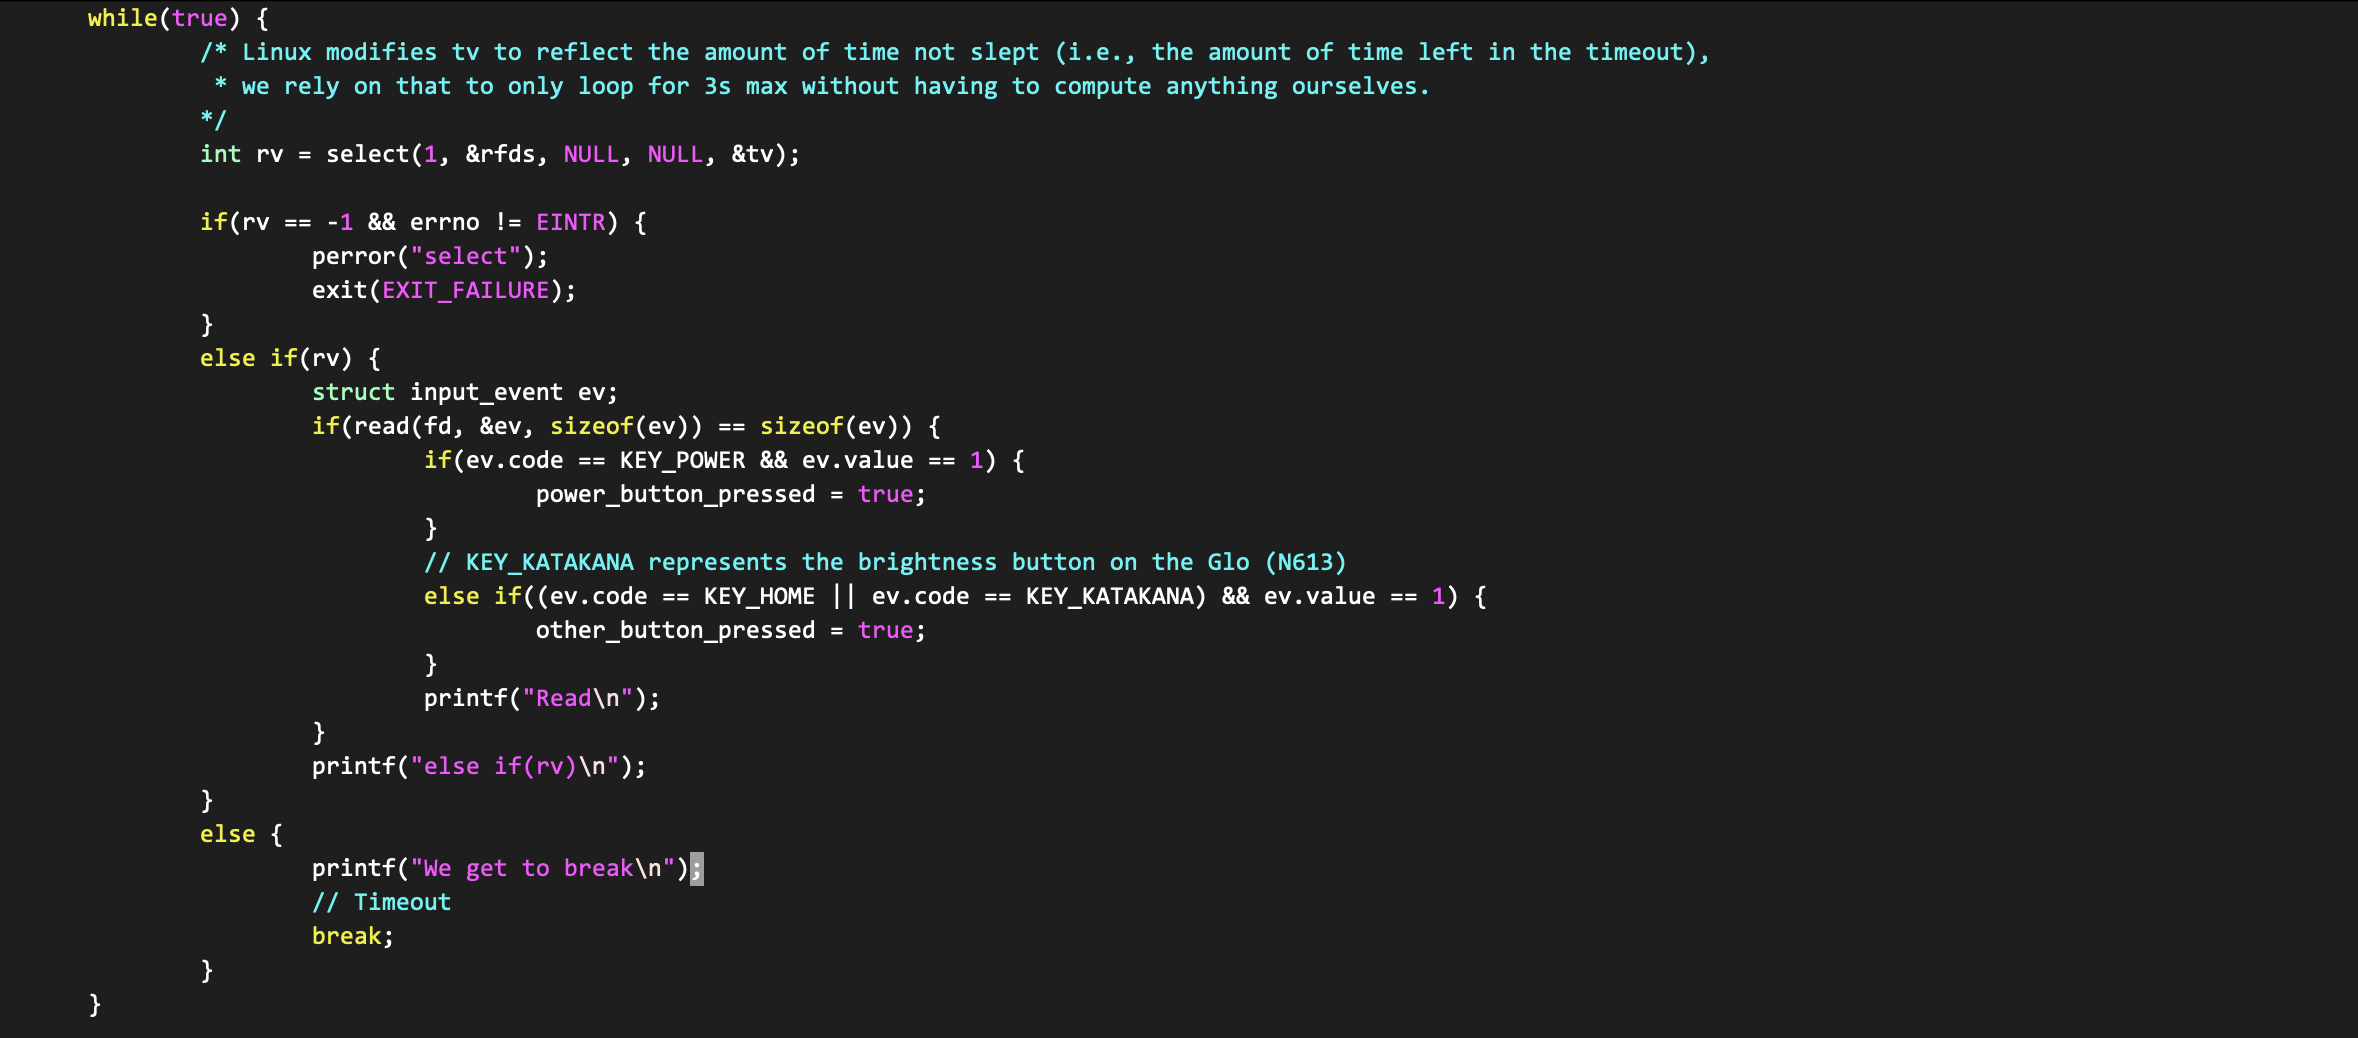 while(true) {
/* Linux modifies tv to reflect the amount of time not slept (i.e., the amount of time left in the timeout),
* we rely on that to only loop for 3s max without having to compute anything ourselves.
*/
int rv = select(1, &rfds, NULL, NULL, &tv);
if(rv == -1 && errno != EINTR) {
perror("select");
exit(EXIT_FAILURE);
}
else if(rv) {
struct input_event ev;
if(read(fd, &ev, sizeof(ev)) == sizeof(ev)) {
if(ev.code == KEY_POWER && ev.value == 1) {
power_button_pressed = true;
}
// KEY_KATAKANA represents the brightness button on the Glo (N613)
else if((ev.code == KEY_HOME || ev.code == KEY_KATAKANA) && ev.value == 1) {
other_button_pressed = true;
}
printf("Read\n");
}
printf("else if(rv)\n");
}
else {
printf("We get to break\n");
// Timeout
break;
}
}